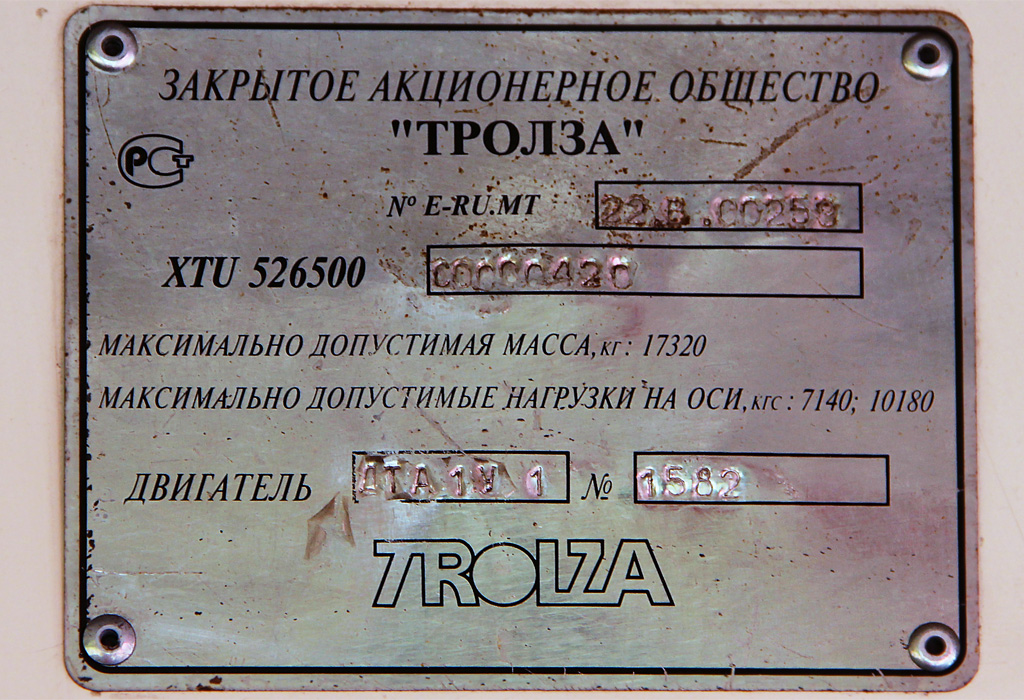 ЗАКРЫТОЕ АКЦИОНЕРНОЕ ОБЩЕСТВО
"ТРОЛЗА"
РСТ
№ E-RU.MT 22.В .00253
XTU 526500 00000420
МАКСИМАЛЬНО ДОПУСТИМАЯ МАССА,кг: 17320
МАКСИМАЛЬНО ДОПУСТИМЫЕ НАГРУЗКИ НА ОСИ,кгс: 7140; 10180
ДВИГАТЕЛЬ ДТА 1У 1 № 1582
TROLZA